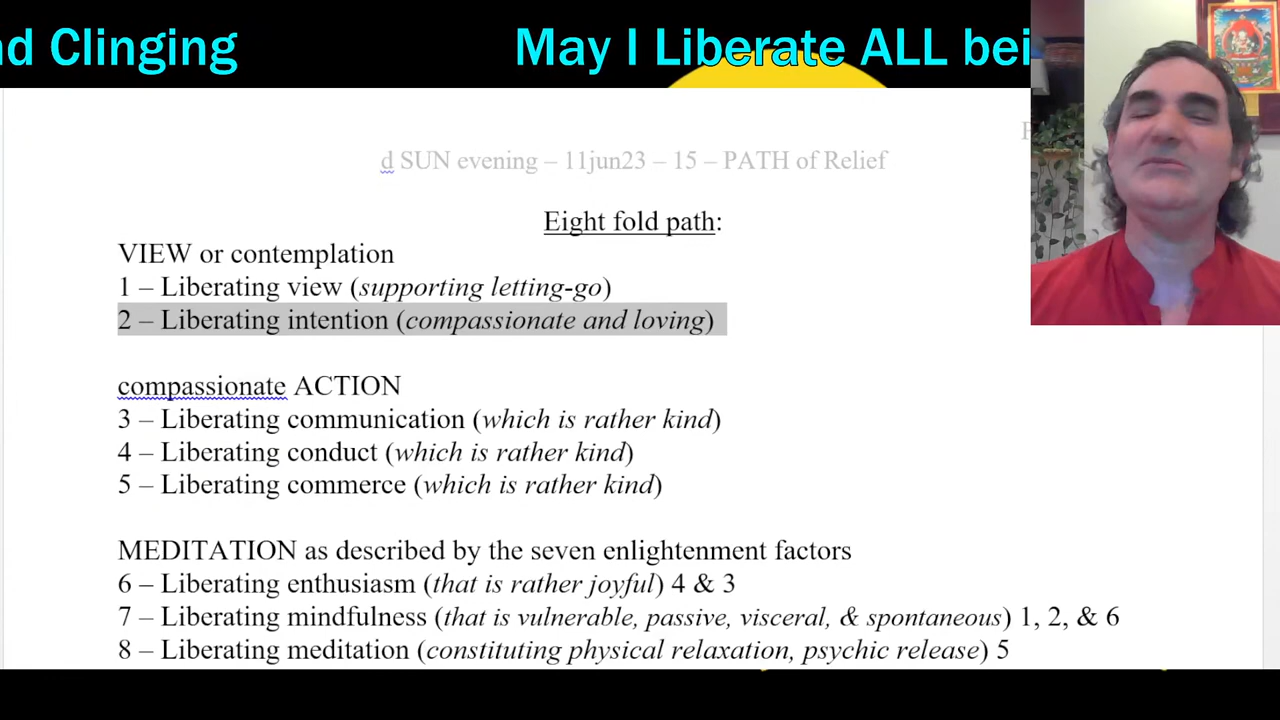 nd Clinging May I Liberate ALL bei
d SUN evening – 11jun23 – 15 – PATH of Relief
Eight fold path:
VIEW or contemplation
1 – Liberating view (supporting letting-go)
2 – Liberating intention (compassionate and loving)
compassionate ACTION
3 – Liberating communication (which is rather kind)
4 – Liberating conduct (which is rather kind)
5 – Liberating commerce (which is rather kind)
MEDITATION as described by the seven enlightenment factors
6 – Liberating enthusiasm (that is rather joyful) 4 & 3
7 – Liberating mindfulness (that is vulnerable, passive, visceral, & spontaneous) 1, 2, & 6
8 – Liberating meditation (constituting physical relaxation, psychic release) 5